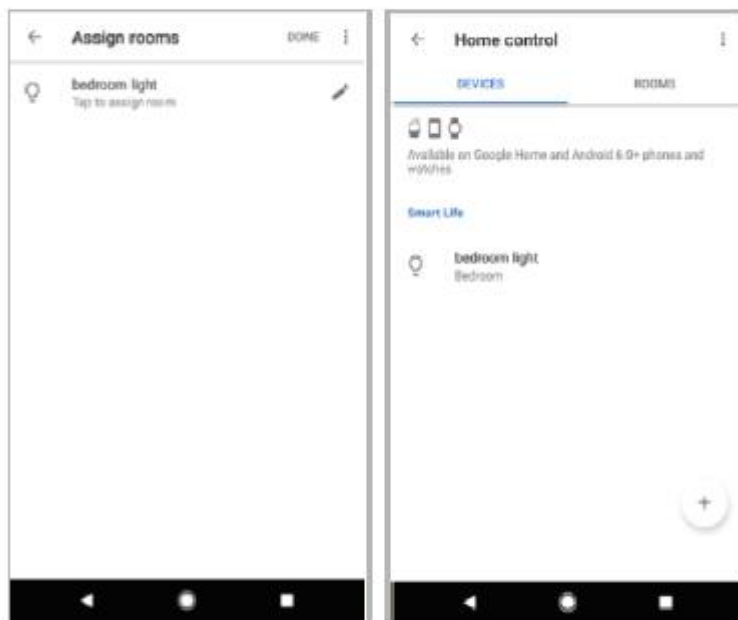 Assign rooms
DONE
bedroom light
Tap to assign room
Home control
DEVICES
ROOMS
Available on Google Home and Android 6.0+ phones and
watches
Smart Life
bedroom light
Bedroom